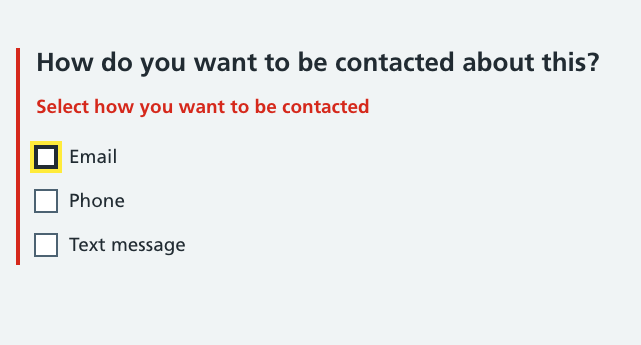 How do you want to be contacted about this?
Select how you want to be contacted
Email
Phone
Text message